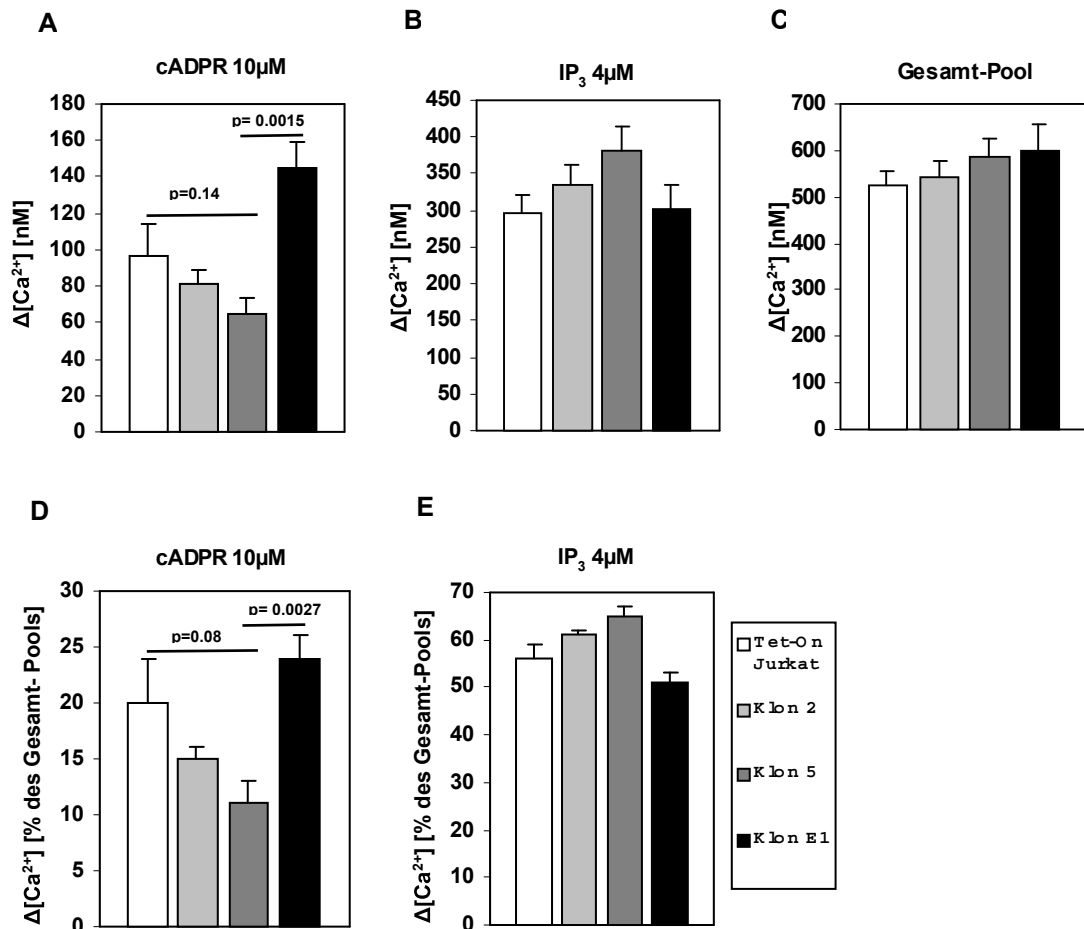 A
cADPR 10µM
Δ[Ca²⁺] [nM]
180
160
140
120
100
80
60
40
20
0
p=0.14
p= 0.0015
B
IP₃ 4µM
Δ[Ca²⁺] [nM]
450
400
350
300
250
200
150
100
50
0
C
Gesamt-Pool
Δ[Ca²⁺] [nM]
700
600
500
400
300
200
100
0
D
cADPR 10µM
Δ[Ca²⁺] [% des Gesamt- Pools]
30
25
20
15
10
5
0
p=0.08
p= 0.0027
E
IP₃ 4µM
Δ[Ca²⁺] [% des Gesamt-Pools]
70
60
50
40
30
20
10
0
Tet-On
Jurkat
Klon 2
Klon 5
Klon E1